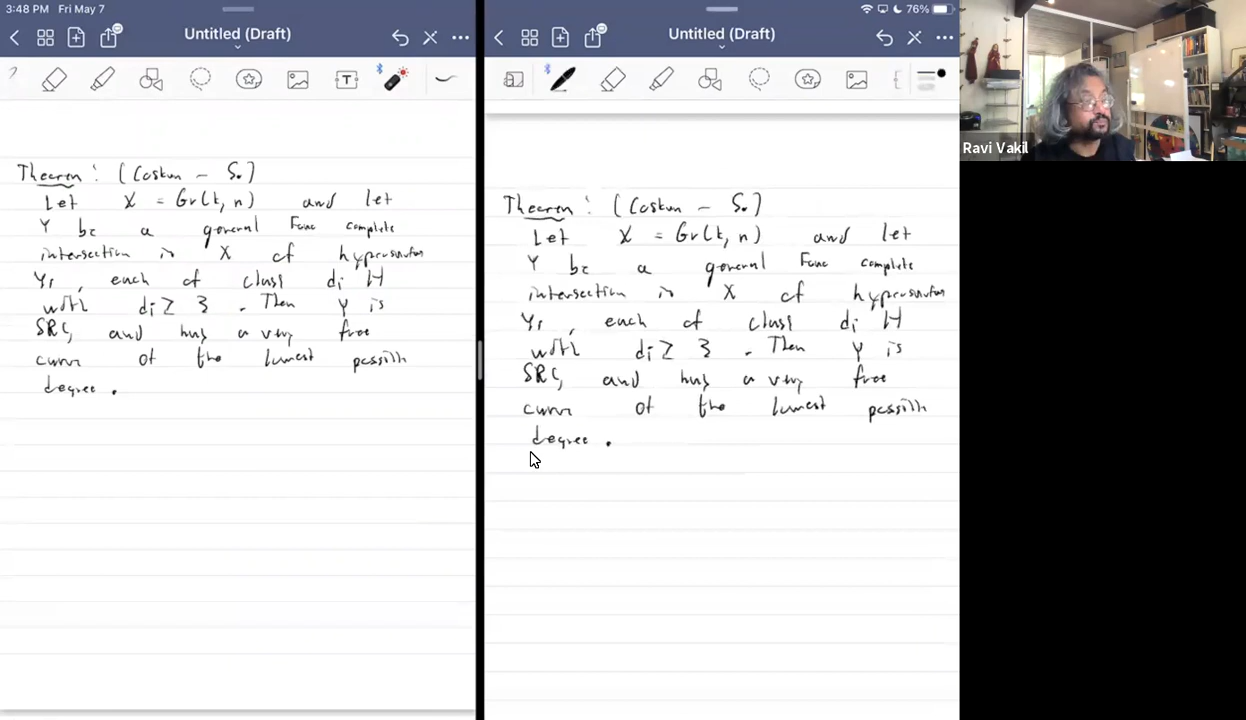 3:48 PM Fri May 7
76%
Untitled (Draft)
Untitled (Draft)
T
Theorem : (Coskun - S.)
Let X = Gr(k, n) and let
Y be a general Fano complete
intersection in X of hypersurfaces
Yi, each of class di H
with di ≥ 3 . Then Y is
SRC, and has a very free
curve of the lowest possible
degree .
Theorem : (Coskun - S.)
Let X = Gr(k, n) and let
Y be a general Fano complete
intersection in X of hypersurfaces
Yi , each of class di H
with di ≥ 3 . Then Y is
SRC, and has a very free
curve of the lowest possible
degree .
Ravi Vakil